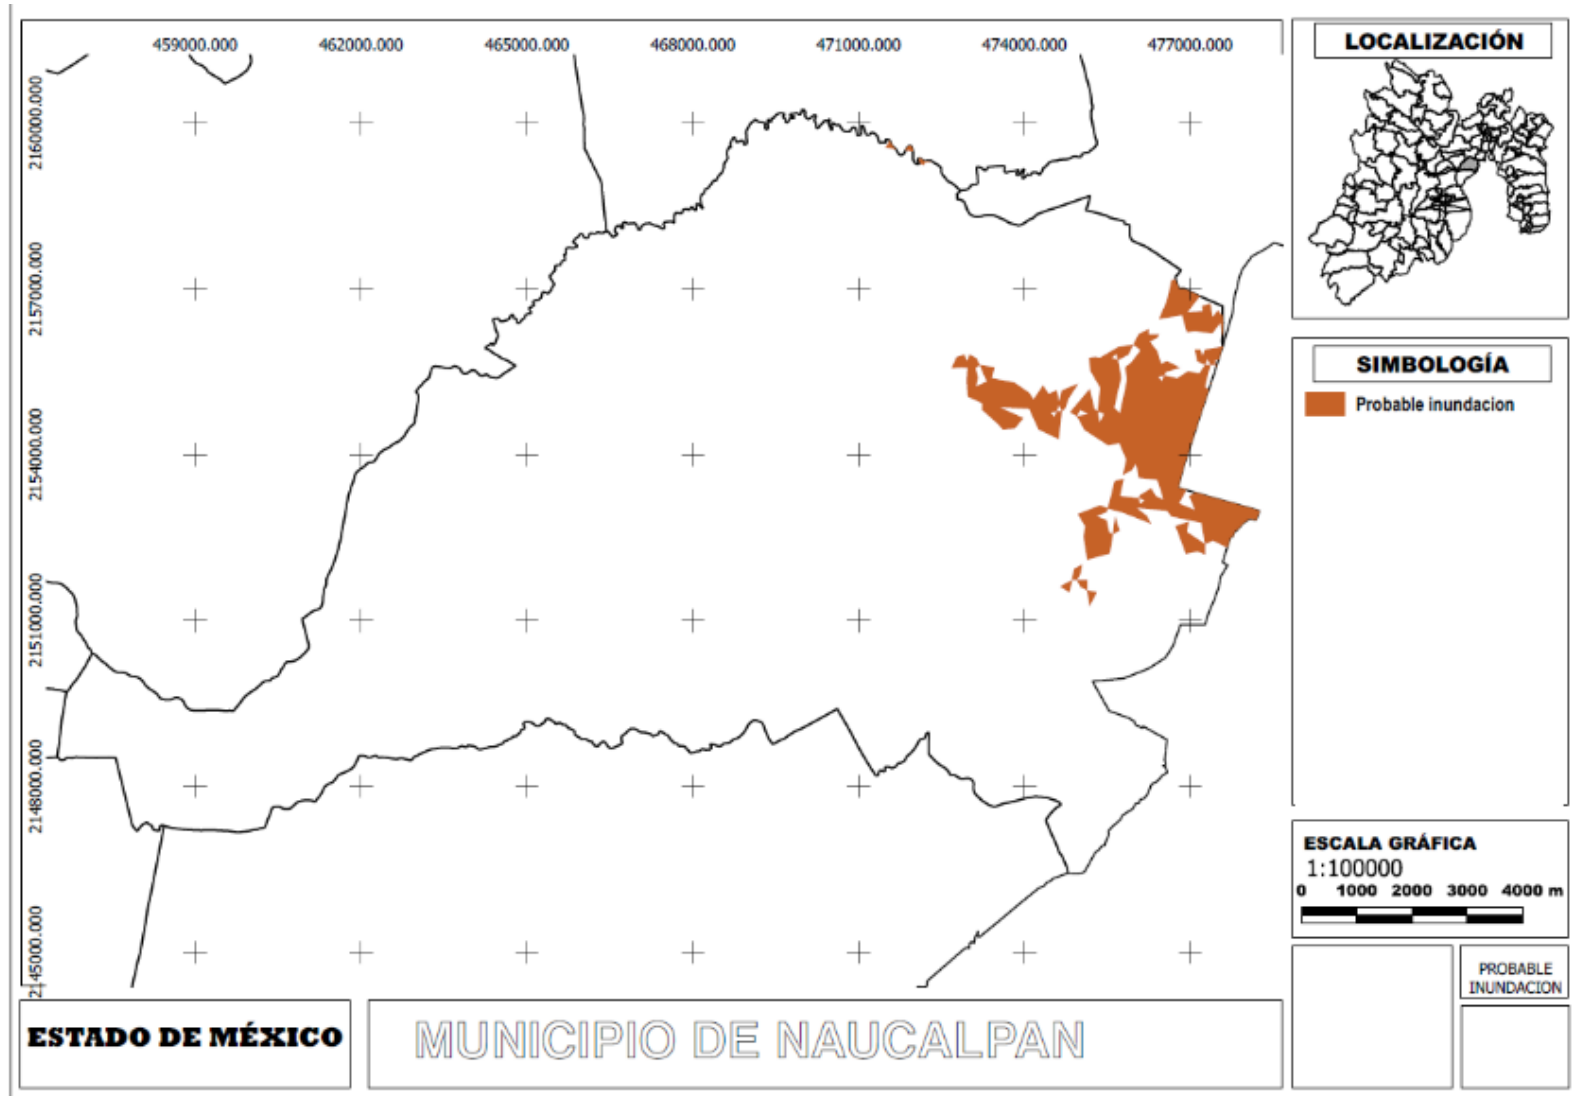 459000.000 462000.000 465000.000 468000.000 471000.000 474000.000 477000.000
2160000.000
2157000.000
2154000.000
2151000.000
2148000.000
2145000.000
LOCALIZACIÓN
SIMBOLOGÍA
Probable inundacion
ESCALA GRÁFICA
1:100000
0 1000 2000 3000 4000 m
PROBABLE
INUNDACION
ESTADO DE MÉXICO
MUNICIPIO DE NAUCALPAN